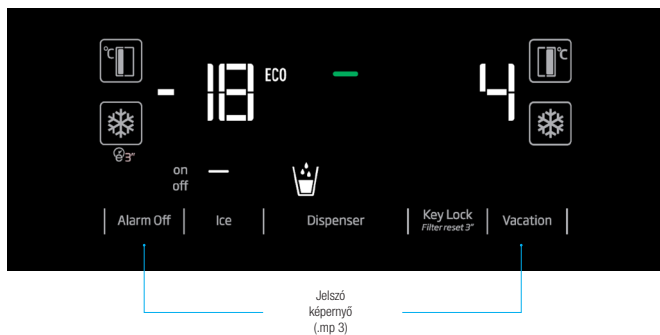 °C °C
- 18 ECO 4
3"
on
off
Alarm Off Ice Dispenser Key Lock Vacation
Filter reset 3"
Jelszó
képernyő
(.mp 3)